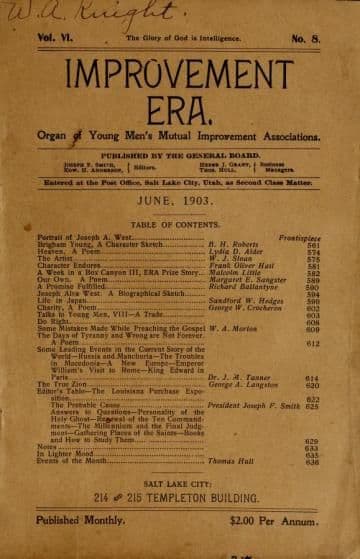 W. A. Knight.
Vol. VI. The Glory of God is Intelligence. No. 8.
IMPROVEMENT
ERA.
Organ of Young Men's Mutual Improvement Associations.
PUBLISHED BY THE GENERAL BOARD.
JOSEPH F. SMITH, EDW. H. ANDERSON, } Editors. HEBER J. GRANT, THOS. HULL, } Business Managers.
Entered at the Post Office, Salt Lake City, Utah, as Second Class Matter.
JUNE, 1903.
TABLE OF CONTENTS.
Portrait of Joseph A. West. Frontispiece
Brigham Young, A Character Sketch. B. H. Roberts 561
Heaven. A Poem. Lydia D. Alder 574
The Artist. W. J. Sloan 575
Character Endures. Frank Oliver Hall 581
A Week in a Box Canyon III, ERA Prize Story. Malcolm Little 582
Our Own. A Poem. Margaret E. Sangster 589
A Promise Fulfilled. Richard Ballantyne 590
Joseph Alva West. A Biographical Sketch. 594
Life in Japan. Sandford W. Hedges 598
Charity, A Poem. George W. Crocheron 602
Talks to Young Men, VIII—A Trade. 603
Do Right. 608
Some Mistakes Made While Preaching the Gospel W. A. Morton 609
The Days of Tyranny and Wrong are not Forever.
A Poem. 612
Some Leading Events in the Current Story of the
World—Russia and Manchuria—The Troubles
in Macedonia—A New Europe—Emperor
William's Visit to Rome—King Edward in
Paris. Dr. J. M. Tanner 614
The True Zion. George A. Langston 620
Editor's Table—The Louisiana Purchase Expo-
sition. 622
The Probable Cause. President Joseph F. Smith 625
Answers to Questions—Personality of the
Holy Ghost—Renewal of the Ten Command-
ments—The Millennium and the Final Judg-
ment—Gathering Places of the Saints—Books
and How to Study Them. 629
Notes 633
In Lighter Mood. 635
Events of the Month. Thomas Hull 636
SALT LAKE CITY:
214 & 215 TEMPLETON BUILDING.
Published Monthly. $2.00 Per Annum.